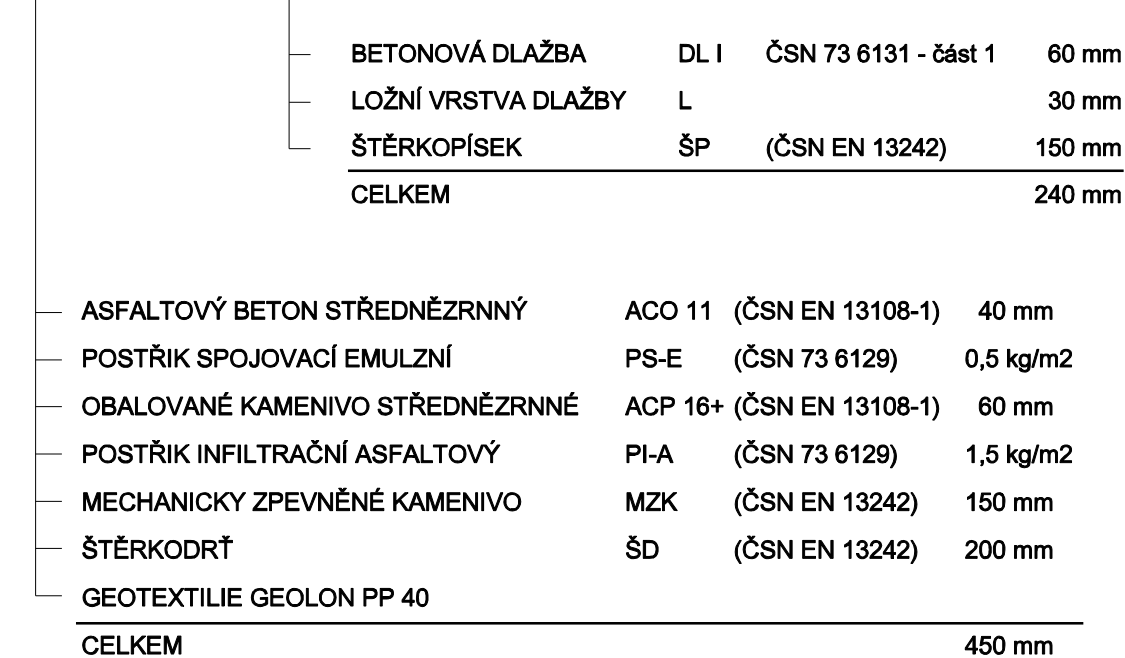 BETONOVÁ DLAŽBA DL I ČSN 73 6131 - část 1 60 mm
LOŽNÍ VRSTVA DLAŽBY L 30 mm
ŠTĚRKOPÍSEK ŠP (ČSN EN 13242) 150 mm
CELKEM 240 mm
ASFALTOVÝ BETON STŘEDNĚZRNNÝ ACO 11 (ČSN EN 13108-1) 40 mm
POSTŘIK SPOJOVACÍ EMULZNÍ PS-E (ČSN 73 6129) 0,5 kg/m2
OBALOVANÉ KAMENIVO STŘEDNĚZRNNÉ ACP 16+ (ČSN EN 13108-1) 60 mm
POSTŘIK INFILTRAČNÍ ASFALTOVÝ PI-A (ČSN 73 6129) 1,5 kg/m2
MECHANICKY ZPEVNĚNÉ KAMENIVO MZK (ČSN EN 13242) 150 mm
ŠTĚRKODRŤ ŠD (ČSN EN 13242) 200 mm
GEOTEXTILIE GEOLON PP 40
CELKEM 450 mm